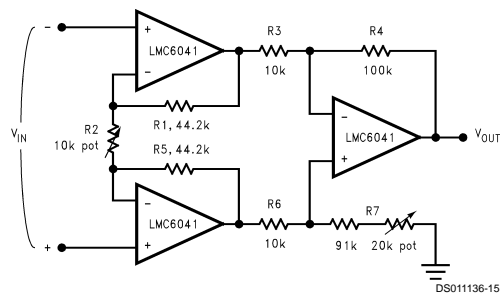 −
+
LMC6041
−
R3
10k
R4
100k
R1, 44.2k
R2
10k pot
V_IN
R5, 44.2k
−
LMC6041
+
V_OUT
−
LMC6041
+
+
R6
10k
91k
R7
20k pot
DS011136-15